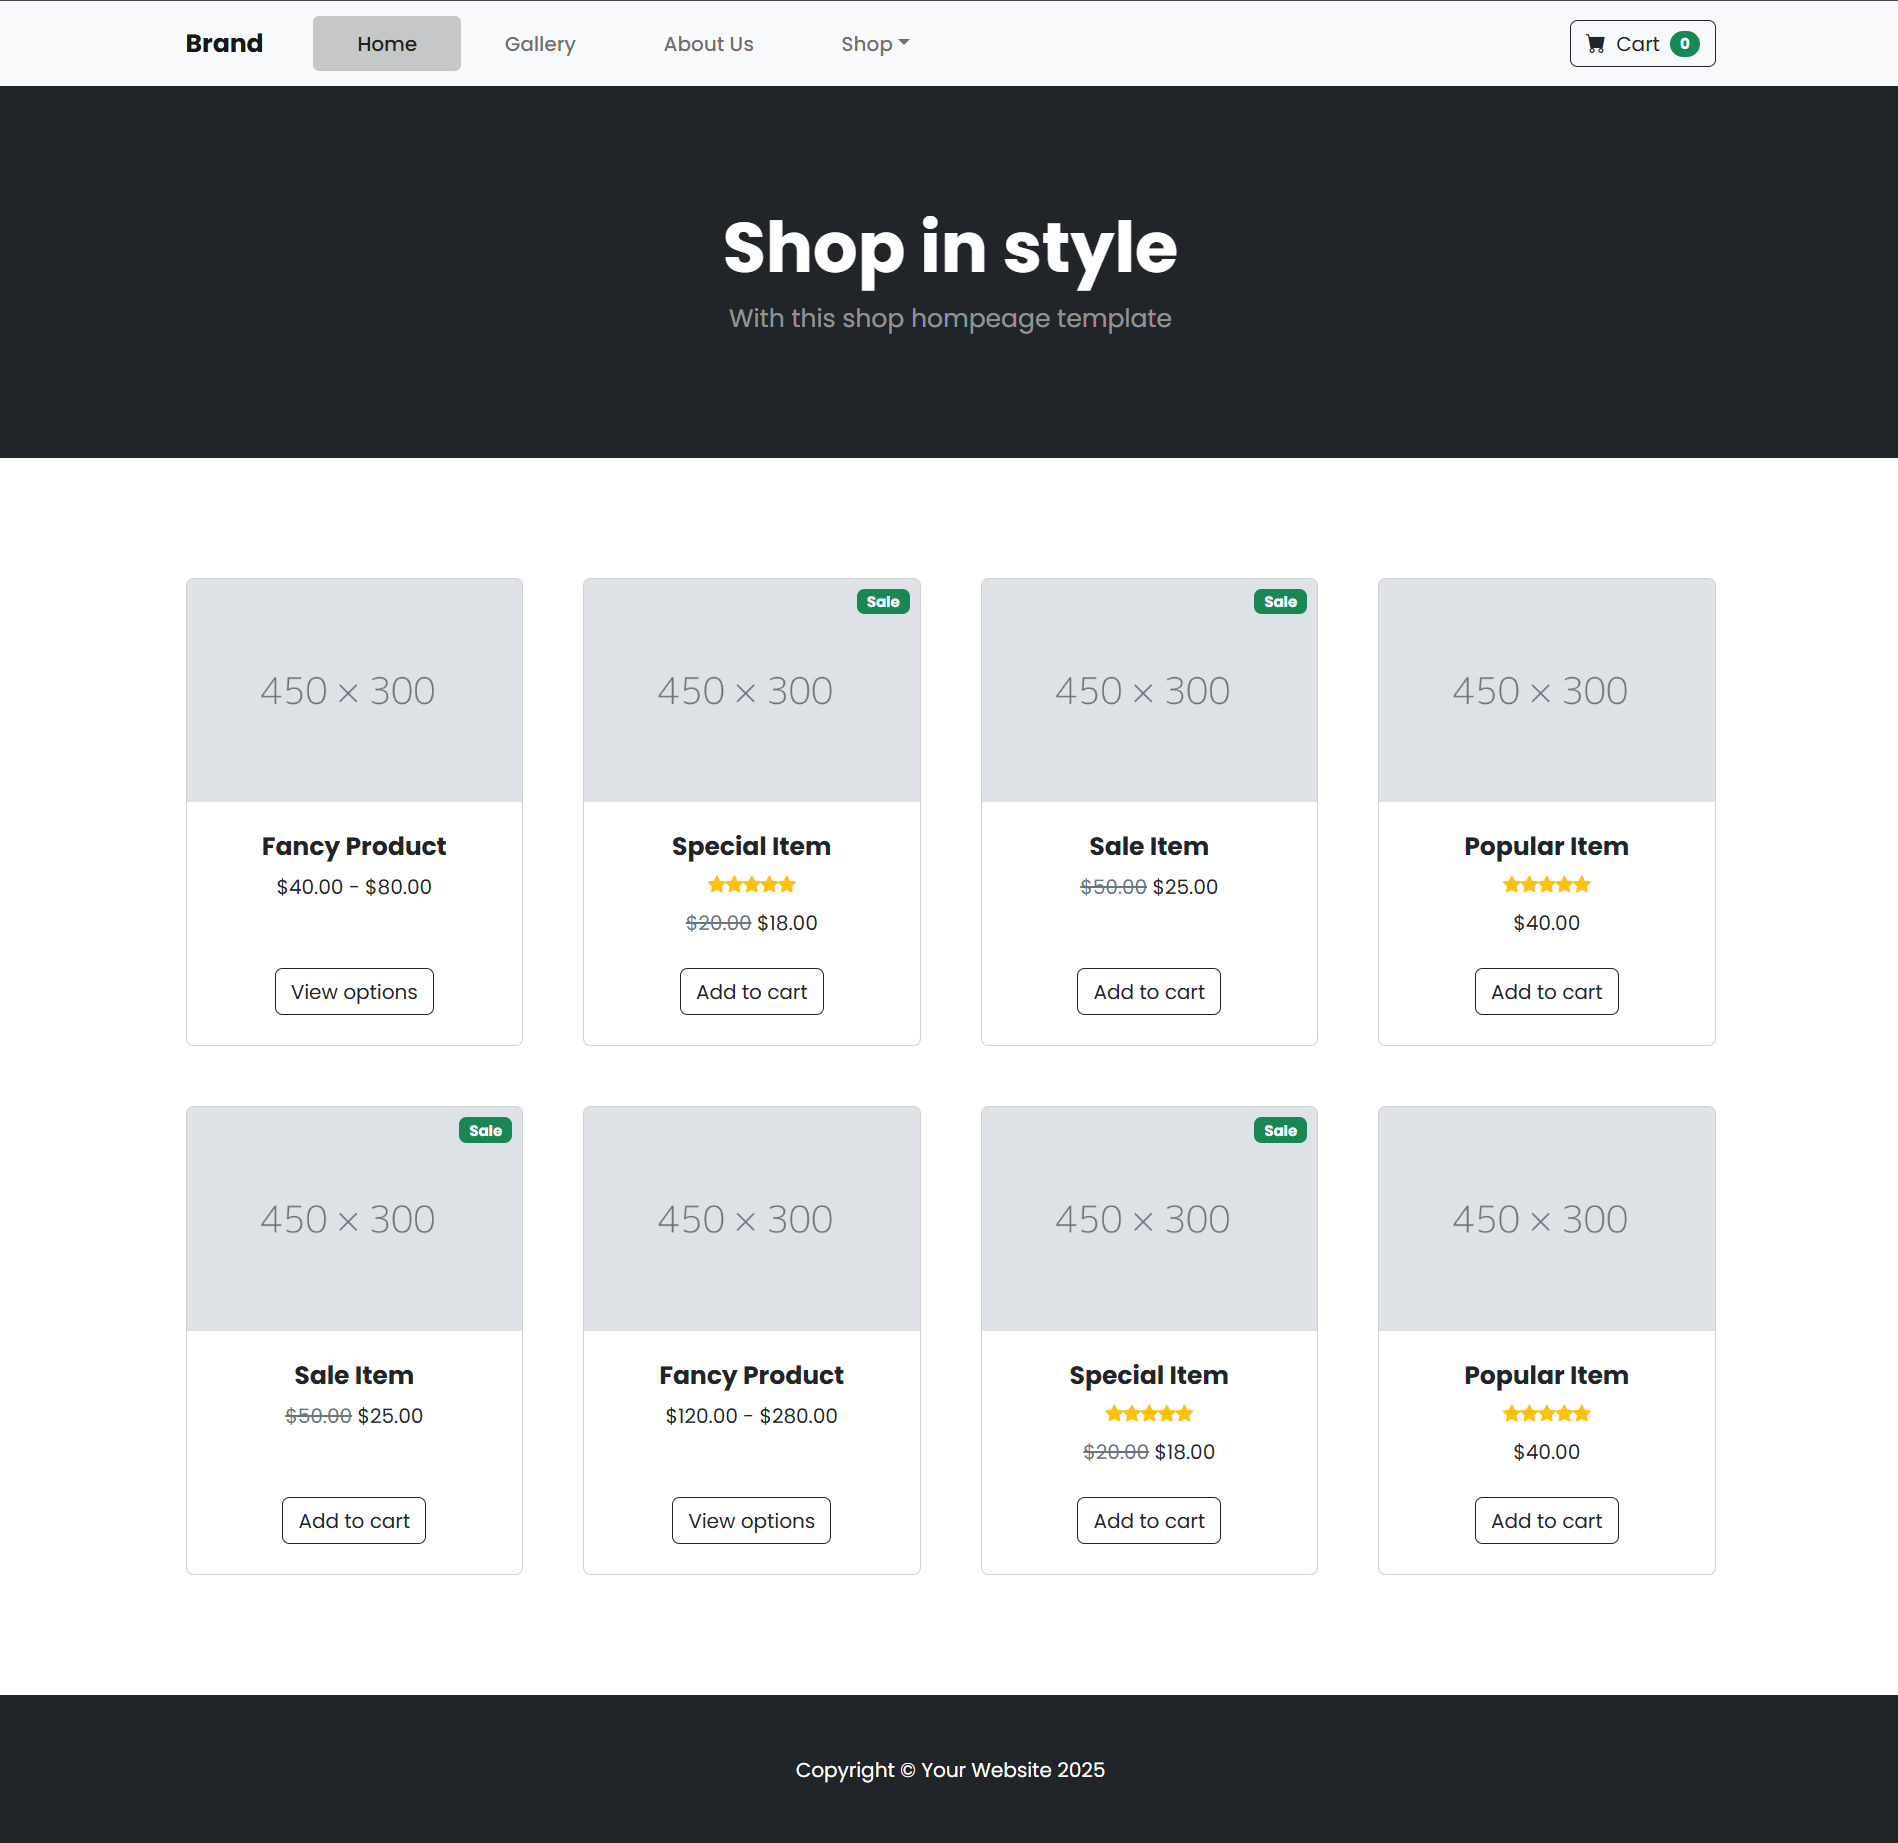 Brand Home Gallery About Us Shop Cart 0
Shop in style
With this shop hompeage template
Sale Sale
450 × 300 450 × 300 450 × 300 450 × 300
Fancy Product Special Item Sale Item Popular Item
$40.00 - $80.00 $50.00 $25.00
$20.00 $18.00 $40.00
View options Add to cart Add to cart Add to cart
Sale Sale
450 × 300 450 × 300 450 × 300 450 × 300
Sale Item Fancy Product Special Item Popular Item
$50.00 $25.00 $120.00 - $280.00
$20.00 $18.00 $40.00
Add to cart View options Add to cart Add to cart
Copyright © Your Website 2025